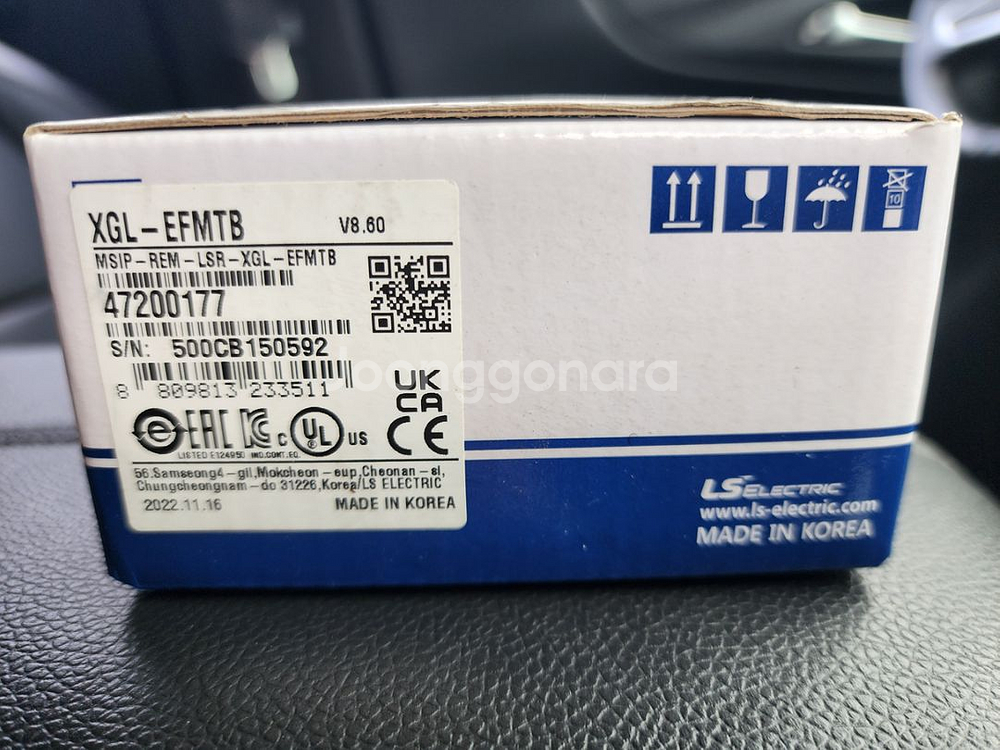 XGL-EFMTB V8.60
MSIP-REM-LSR-XGL-EFMTB
47200177
S/N: 500CB150592
8 809813 233511
UK
CA
EAC
c UL US
CE
LISTED E124950 IND.CONT.EQ.
56,Samseong4-gil,Mokcheon-eup,Cheonan-si,
Chungcheongnam-do 31226,Korea/LS ELECTRIC
2022.11.16 MADE IN KOREA
10
LS ELECTRIC
www.ls-electric.com
MADE IN KOREA
Joonggonara